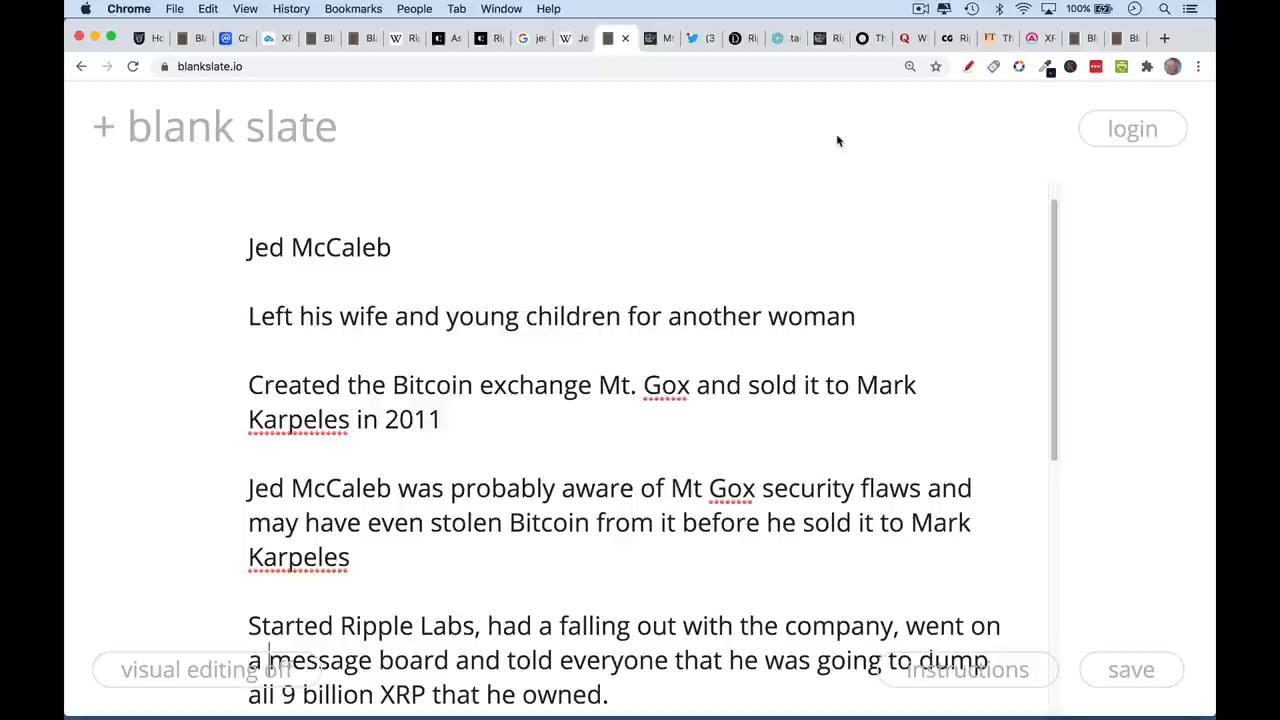 Chrome File Edit View History Bookmarks People Tab Window Help 100%
blankslate.io
+ blank slate
login
Jed McCaleb
Left his wife and young children for another woman
Created the Bitcoin exchange Mt. Gox and sold it to Mark
Karpeles in 2011
Jed McCaleb was probably aware of Mt Gox security flaws and
may have even stolen Bitcoin from it before he sold it to Mark
Karpeles
Started Ripple Labs, had a falling out with the company, went on
a message board and told everyone that he was going to dump
all 9 billion XRP that he owned.
visual editing off
instructions
save